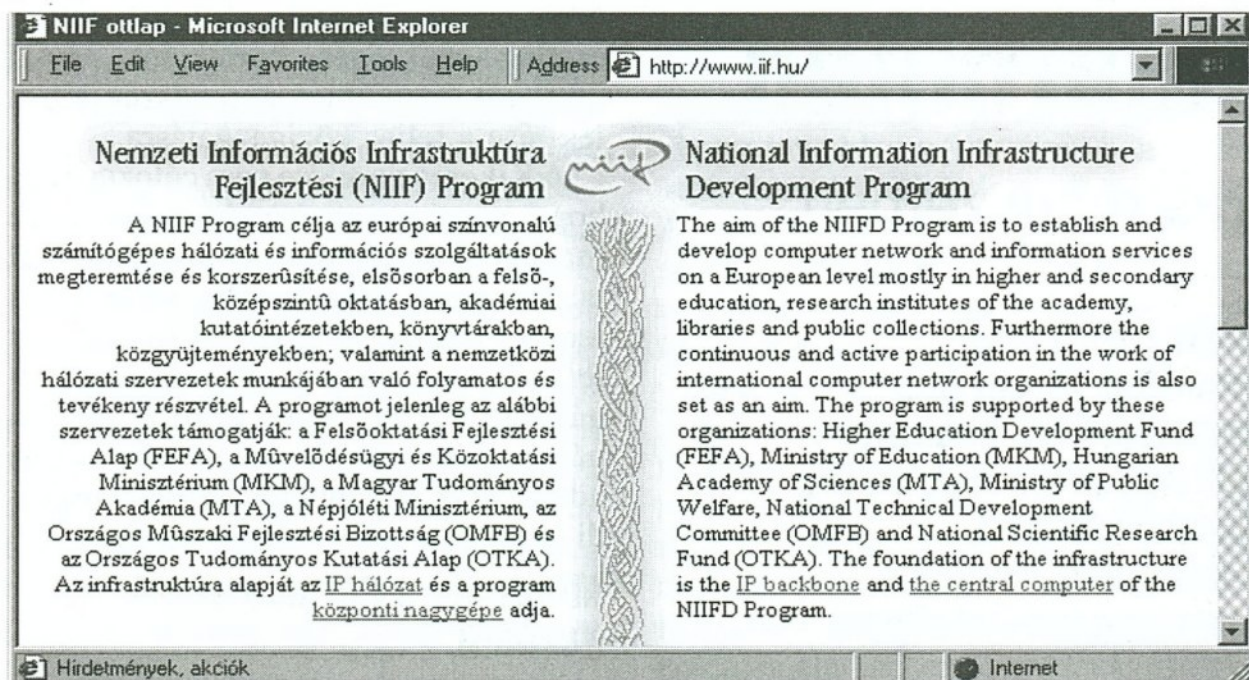 NIIF ottlap - Microsoft Internet Explorer
File Edit View Favorites Tools Help Address http://www.iif.hu/
Nemzeti Információs Infrastruktúra
Fejlesztési (NIIF) Program
A NIIF Program célja az európai színvonalú
számítógépes hálózati és információs szolgáltatások
megteremtése és korszerûsítése, elsõsorban a felsõ-,
középszintû oktatásban, akadémiai
kutatóintézetekben, könyvtárakban,
közgyüjteményekben; valamint a nemzetközi
hálózati szervezetek munkájában való folyamatos és
tevékeny részvétel. A programot jelenleg az alábbi
szervezetek támogatják: a Felsõoktatási Fejlesztési
Alap (FEFA), a Mûvelõdésügyi és Közoktatási
Minisztérium (MKM), a Magyar Tudományos
Akadémia (MTA), a Népjóléti Minisztérium, az
Országos Mûszaki Fejlesztési Bizottság (OMFB) és
az Országos Tudományos Kutatási Alap (OTKA).
Az infrastruktúra alapját az IP hálózat és a program
központi nagygépe adja.
niif
National Information Infrastructure
Development Program
The aim of the NIIFD Program is to establish and
develop computer network and information services
on a European level mostly in higher and secondary
education, research institutes of the academy,
libraries and public collections. Furthermore the
continuous and active participation in the work of
international computer network organizations is also
set as an aim. The program is supported by these
organizations: Higher Education Development Fund
(FEFA), Ministry of Education (MKM), Hungarian
Academy of Sciences (MTA), Ministry of Public
Welfare, National Technical Development
Committee (OMFB) and National Scientific Research
Fund (OTKA). The foundation of the infrastructure
is the IP backbone and the central computer of the
NIIFD Program.
Hirdetmények, akciók Internet